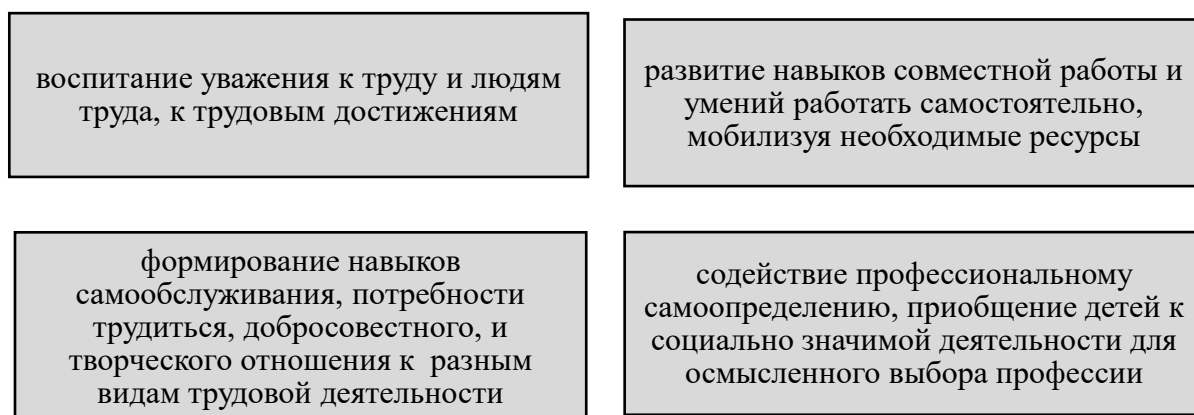 воспитание уважения к труду и людям
труда, к трудовым достижениям
развитие навыков совместной работы и
умений работать самостоятельно,
мобилизуя необходимые ресурсы
формирование навыков
самообслуживания, потребности
трудиться, добросовестного, и
творческого отношения к разным
видам трудовой деятельности
содействие профессиональному
самоопределению, приобщение детей к
социально значимой деятельности для
осмысленного выбора профессии